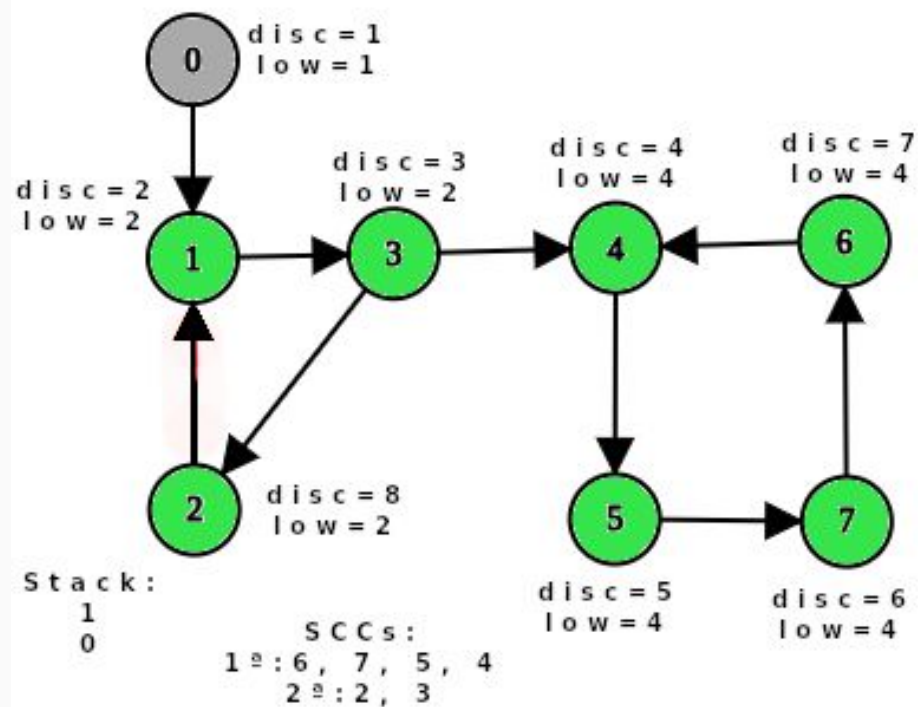 0
disc=1
low=1
disc=2
low=2
1
disc=3
low=2
3
disc=4
low=4
4
disc=7
low=4
6
2
disc=8
low=2
5
disc=5
low=4
7
disc=6
low=4
Stack:
1
0
SCCs:
1ª:6, 7, 5, 4
2ª:2, 3